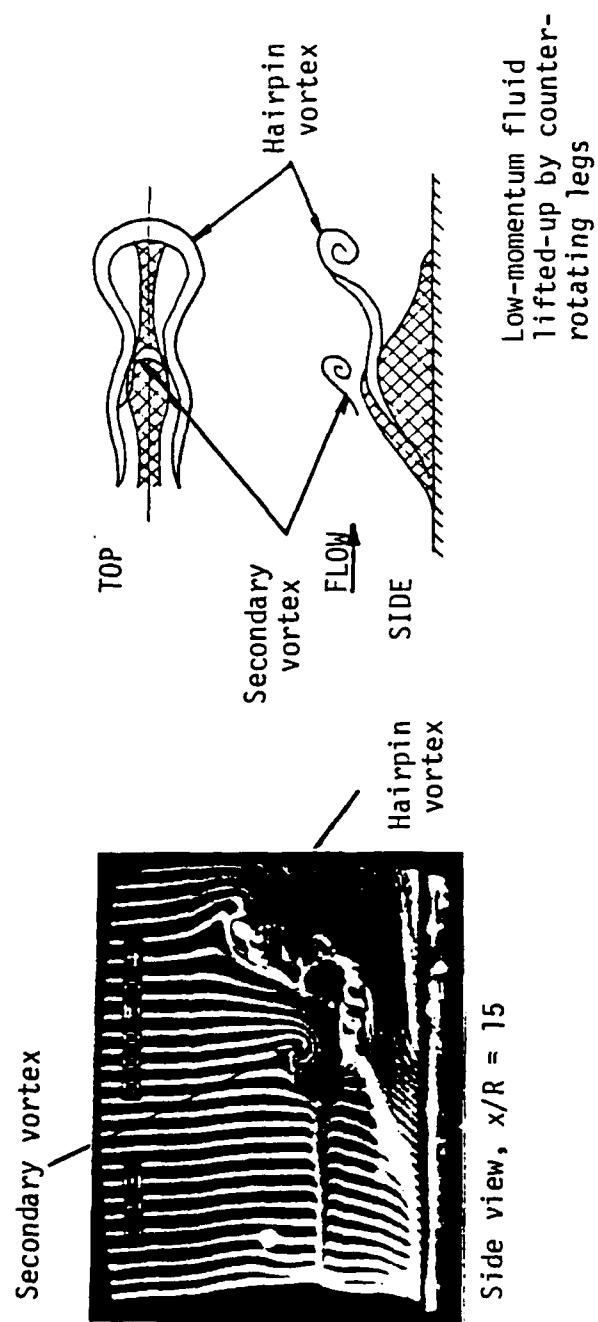 Secondary vortex
Hairpin
vortex
Side view, x/R = 15
TOP
Secondary
vortex
FLOW
SIDE
Hairpin
vortex
Low-momentum fluid
lifted-up by counter-
rotating legs